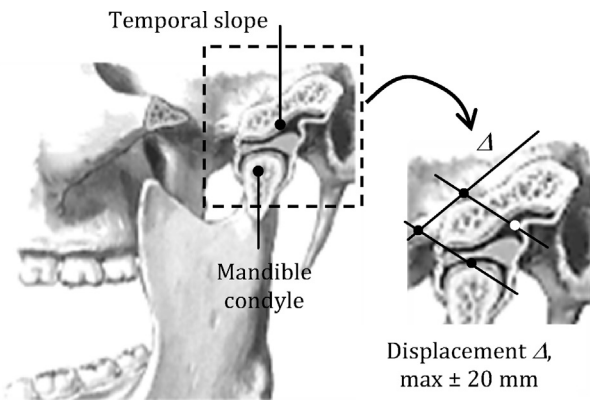 Temporal slope
Δ
Mandible
condyle
Displacement Δ,
max ± 20 mm